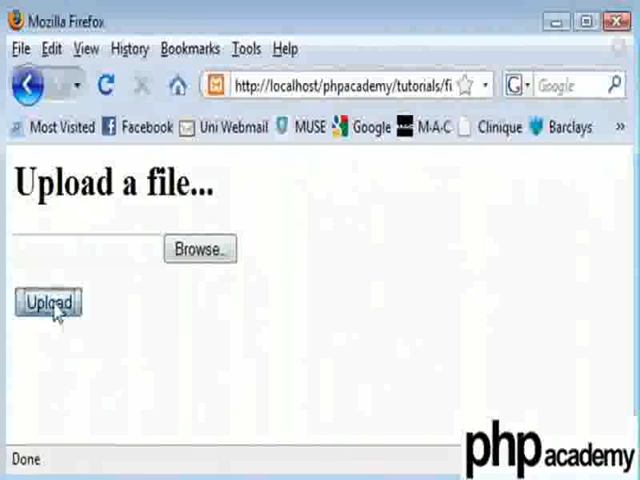 Mozilla Firefox
File Edit View History Bookmarks Tools Help
http://localhost/phpacademy/tutorials/fi G Google
Most Visited Facebook Uni Webmail MUSE Google M·A·C Clinique Barclays »
Upload a file...
Browse..
Upload
Done
php academy